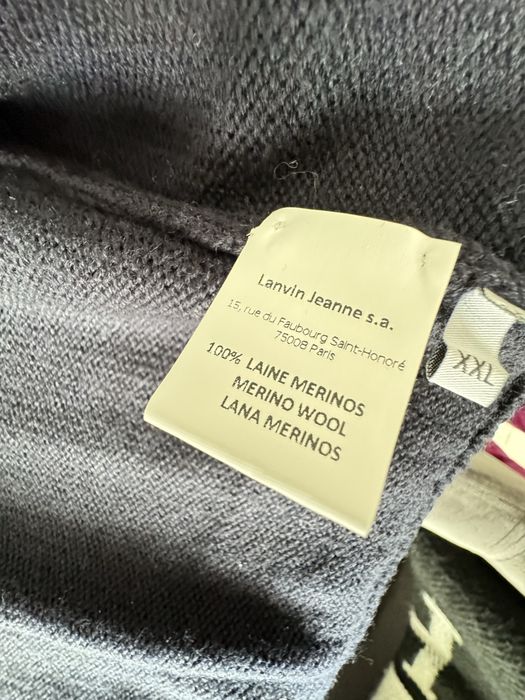 Lanvin Jeanne s.a.
15, rue du Faubourg Saint-Honoré
75008 Paris
100% LAINE MERINOS
MERINO WOOL
LANA MERINOS
XXL